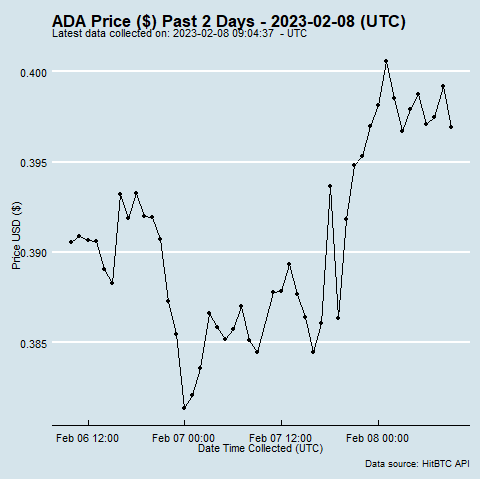 ADA Price ($) Past 2 Days - 2023-02-08 (UTC)
Latest data collected on: 2023-02-08 09:04:37  - UTC
0.400
0.395
0.390
0.385
Price USD ($)
Feb 06 12:00
Feb 07 00:00
Feb 07 12:00
Feb 08 00:00
Date Time Collected (UTC)
Data source: HitBTC API